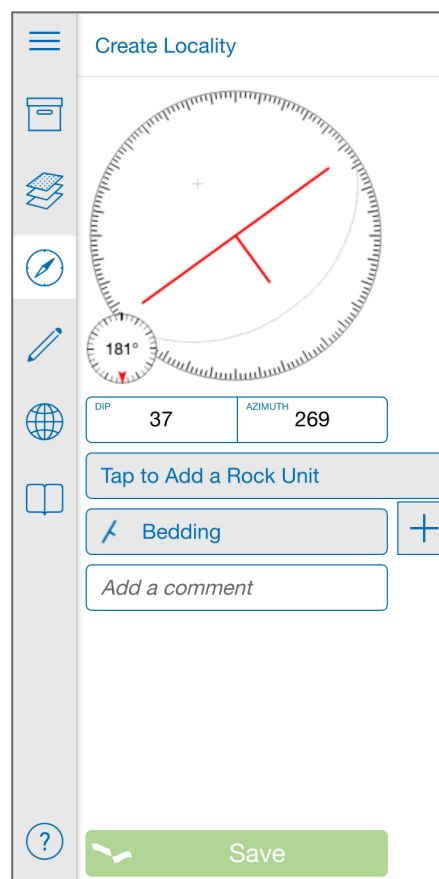 Create Locality
181°
DIP
37
AZIMUTH
269
Tap to Add a Rock Unit
Bedding
Add a comment
?
Save